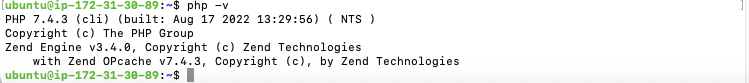 ubuntu@ip-172-31-30-89:~$ php -v
PHP 7.4.3 (cli) (built: Aug 17 2022 13:29:56) ( NTS )
Copyright (c) The PHP Group
Zend Engine v3.4.0, Copyright (c) Zend Technologies
    with Zend OPcache v7.4.3, Copyright (c), by Zend Technologies
ubuntu@ip-172-31-30-89:~$